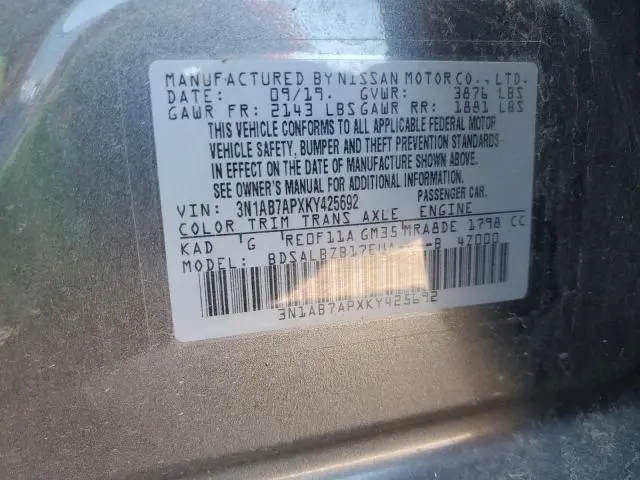 MANUFACTURED BY NISSAN MOTOR CO., LTD.
DATE: 09/19. GVWR: 3876 LBS
GAWR FR: 2143 LBS GAWR RR: 1881 LBS
THIS VEHICLE CONFORMS TO ALL APPLICABLE FEDERAL MOTOR
VEHICLE SAFETY, BUMPER AND THEFT PREVENTION STANDARDS
IN EFFECT ON THE DATE OF MANUFACTURE SHOWN ABOVE.
SEE OWNER'S MANUAL FOR ADDITIONAL INFORMATION.
VIN: 3N1AB7APXKY425692 PASSENGER CAR.
COLOR TRIM TRANS AXLE ENGINE
KAD G RE0F11A GM35 MRA8DE 1798 CC
MODEL: 47000
3N1AB7APXKY425692